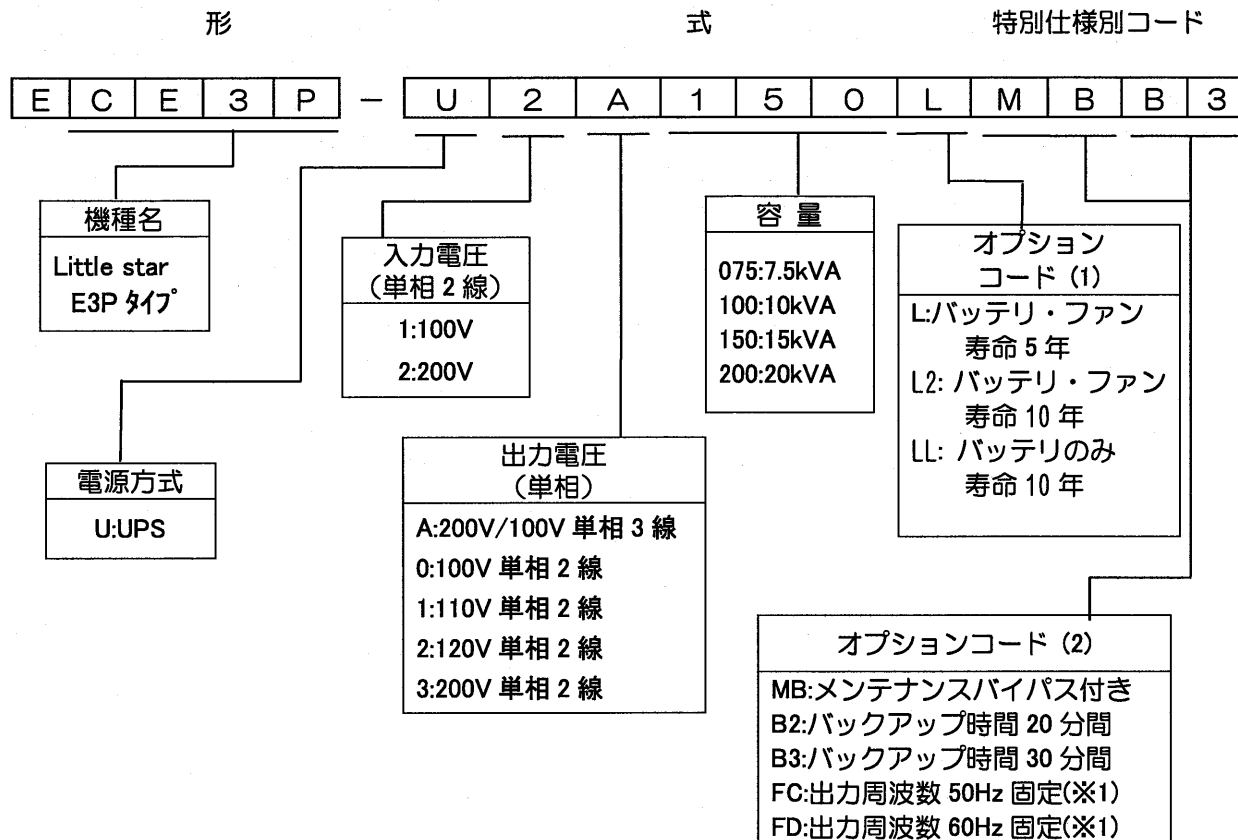 形 式 特別仕様別コード
E C E 3 P － U 2 A 1 5 0 L M B B 3
機種名
Little star
E3P ﾀｲﾌﾟ
電源方式
U:UPS
入力電圧
（単相 2 線）
1:100V
2:200V
出力電圧
（単相）
A:200V/100V 単相 3 線
0:100V 単相 2 線
1:110V 単相 2 線
2:120V 単相 2 線
3:200V 単相 2 線
容 量
075:7.5kVA
100:10kVA
150:15kVA
200:20kVA
オプション
コード（1）
L:バッテリ・ファン
寿命 5 年
L2: バッテリ・ファン
寿命 10 年
LL: バッテリのみ
寿命 10 年
オプションコード（2）
MB:メンテナンスバイパス付き
B2:バックアップ時間 20 分間
B3:バックアップ時間 30 分間
FC:出力周波数 50Hz 固定(※1)
FD:出力周波数 60Hz 固定(※1)